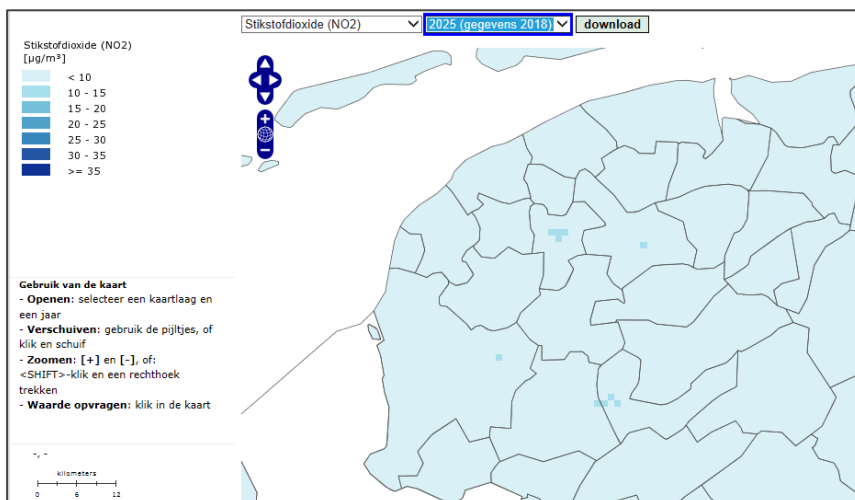 Stikstofdioxide (NO2) 2025 (gegevens 2018) download
Stikstofdioxide (NO2)
[µg/m³]
< 10
10 - 15
15 - 20
20 - 25
25 - 30
30 - 35
>= 35
+
−
Gebruik van de kaart
- Openen: selecteer een kaartlaag en
een jaar
- Verschuiven: gebruik de pijltjes, of
klik en schuif
- Zoomen: [+] en [-], of:
<SHIFT>-klik en een rechthoek
trekken
- Waarde opvragen: klik in de kaart
-, -
kilometers
0 6 12